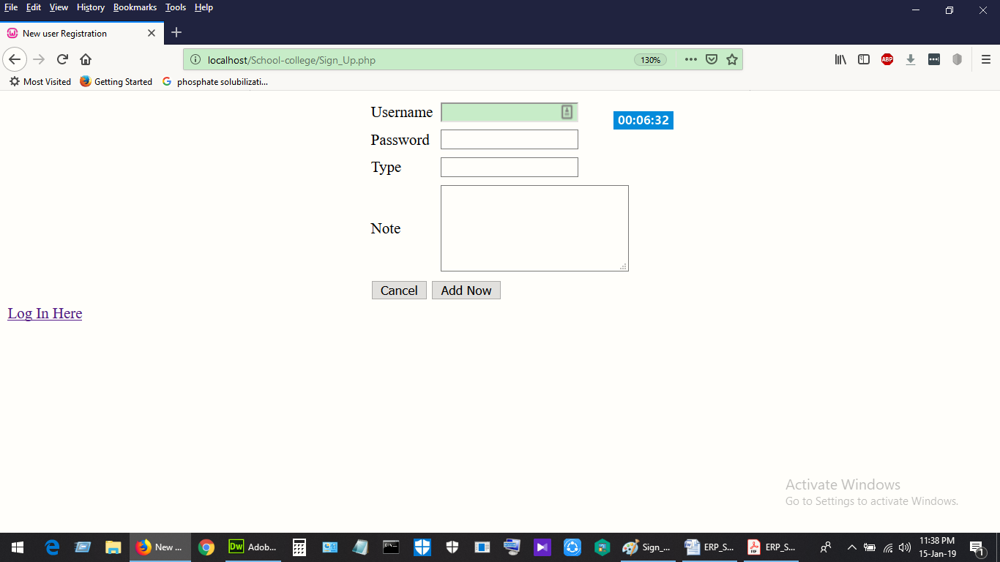 File Edit View History Bookmarks Tools Help
New user Registration
localhost/School-college/Sign_Up.php 130%
Most Visited Getting Started phosphate solubilizati...
Username
00:06:32
Password
Type
Note
Cancel Add Now
Log In Here
Activate Windows
Go to Settings to activate Windows.
New ... Dw Adob... Sign_... ERP_S... ERP_S...
11:38 PM
15-Jan-19
1